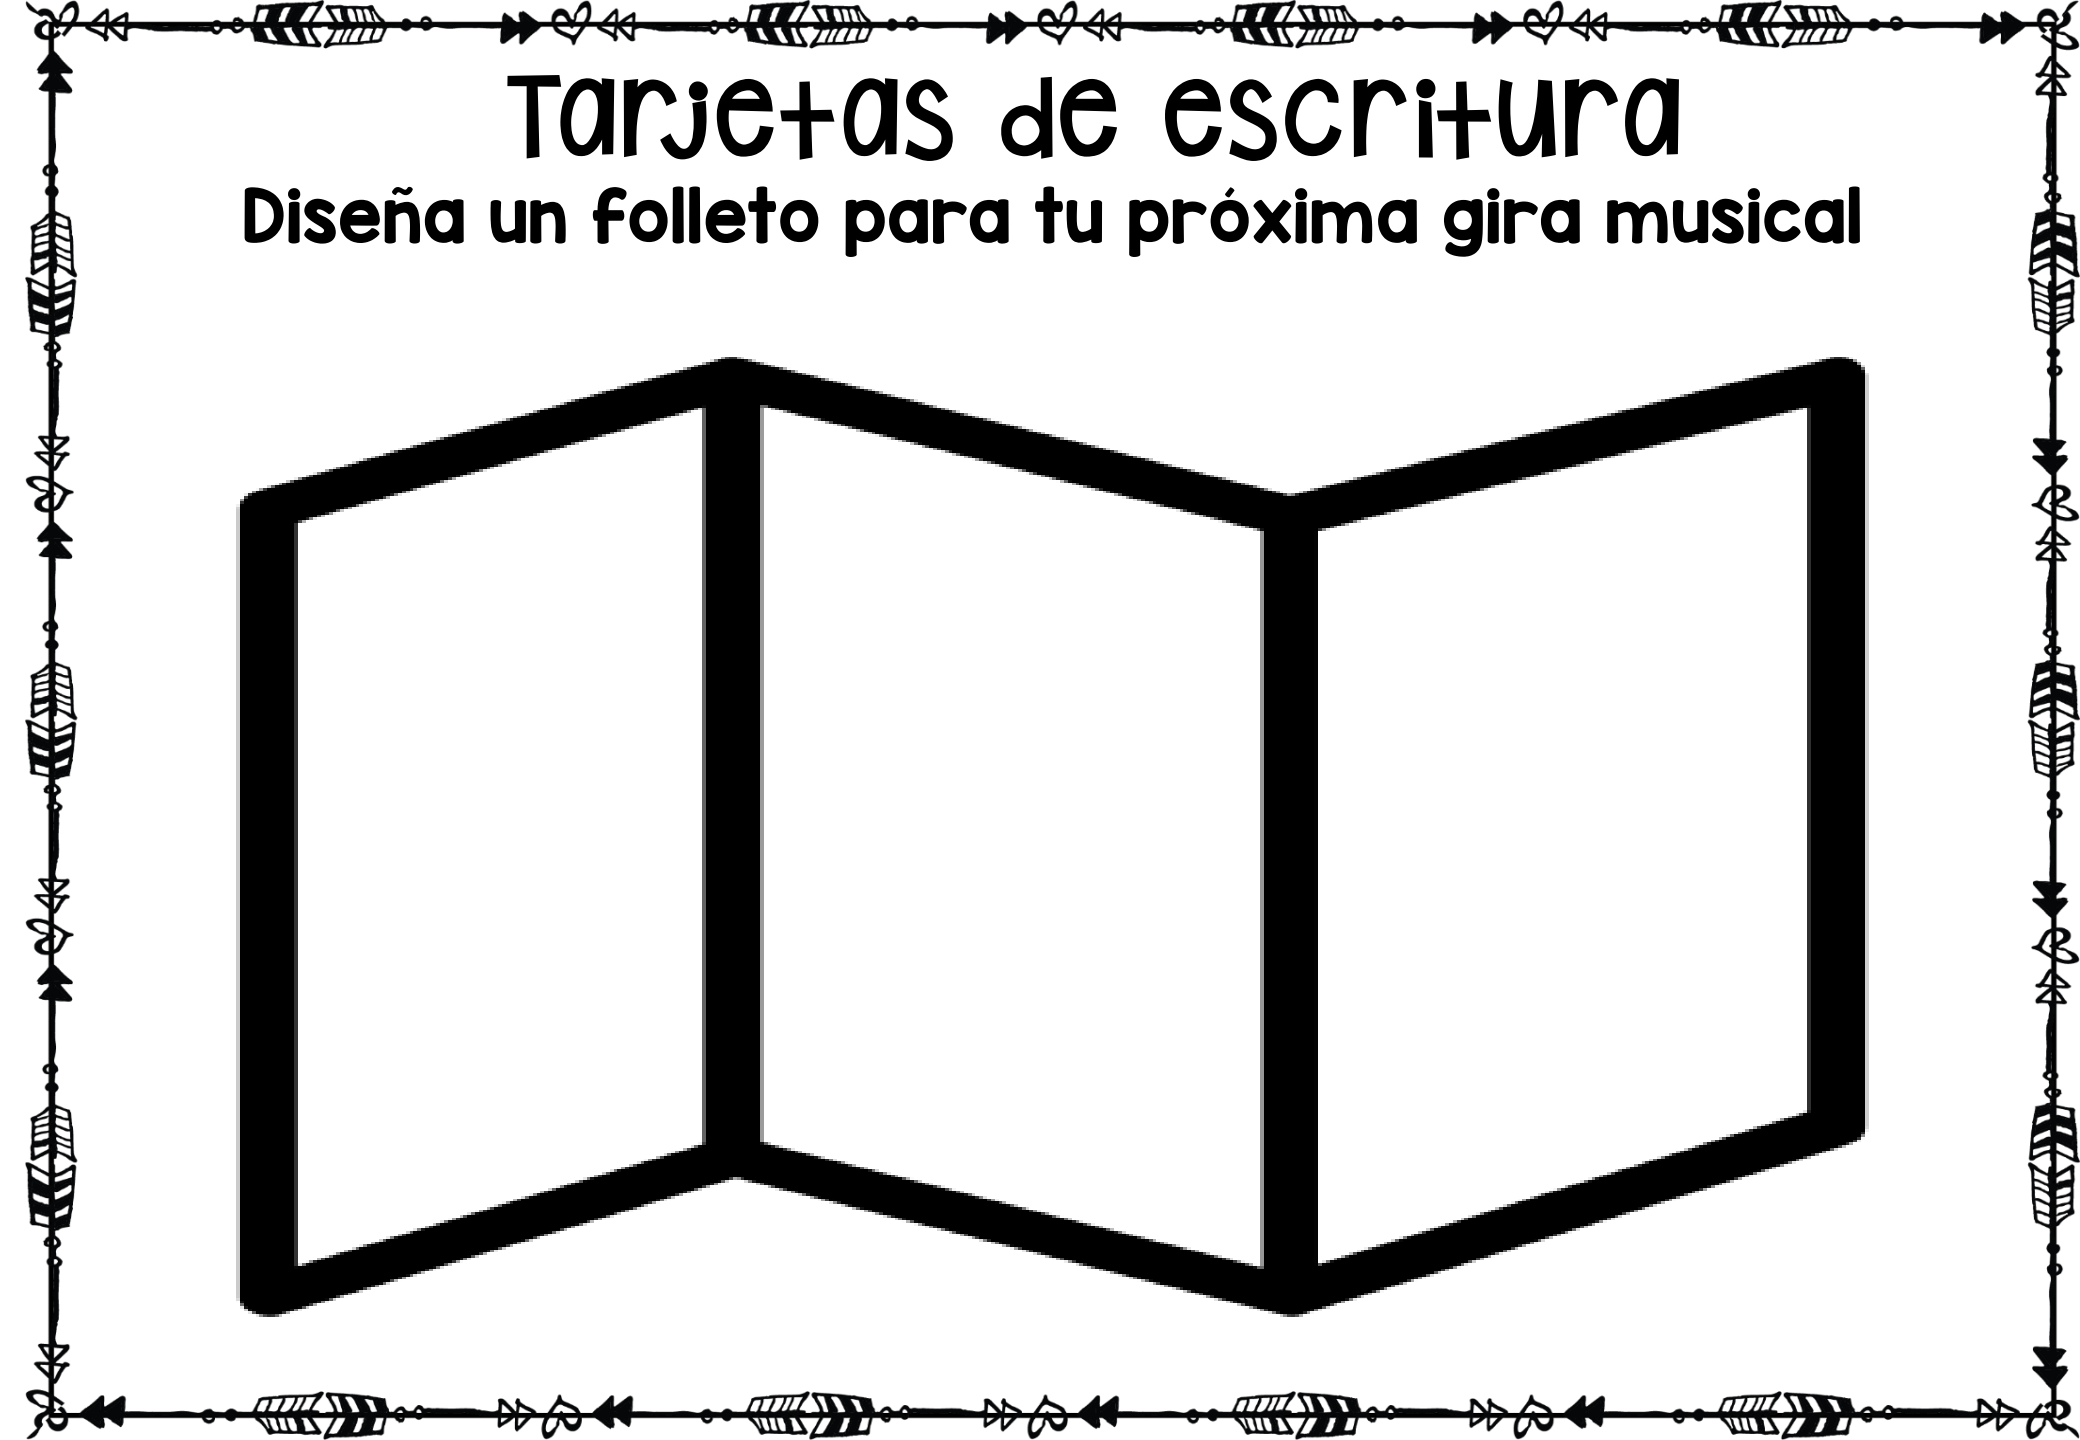 Tarjetas de escritura
Diseña un folleto para tu próxima gira musical